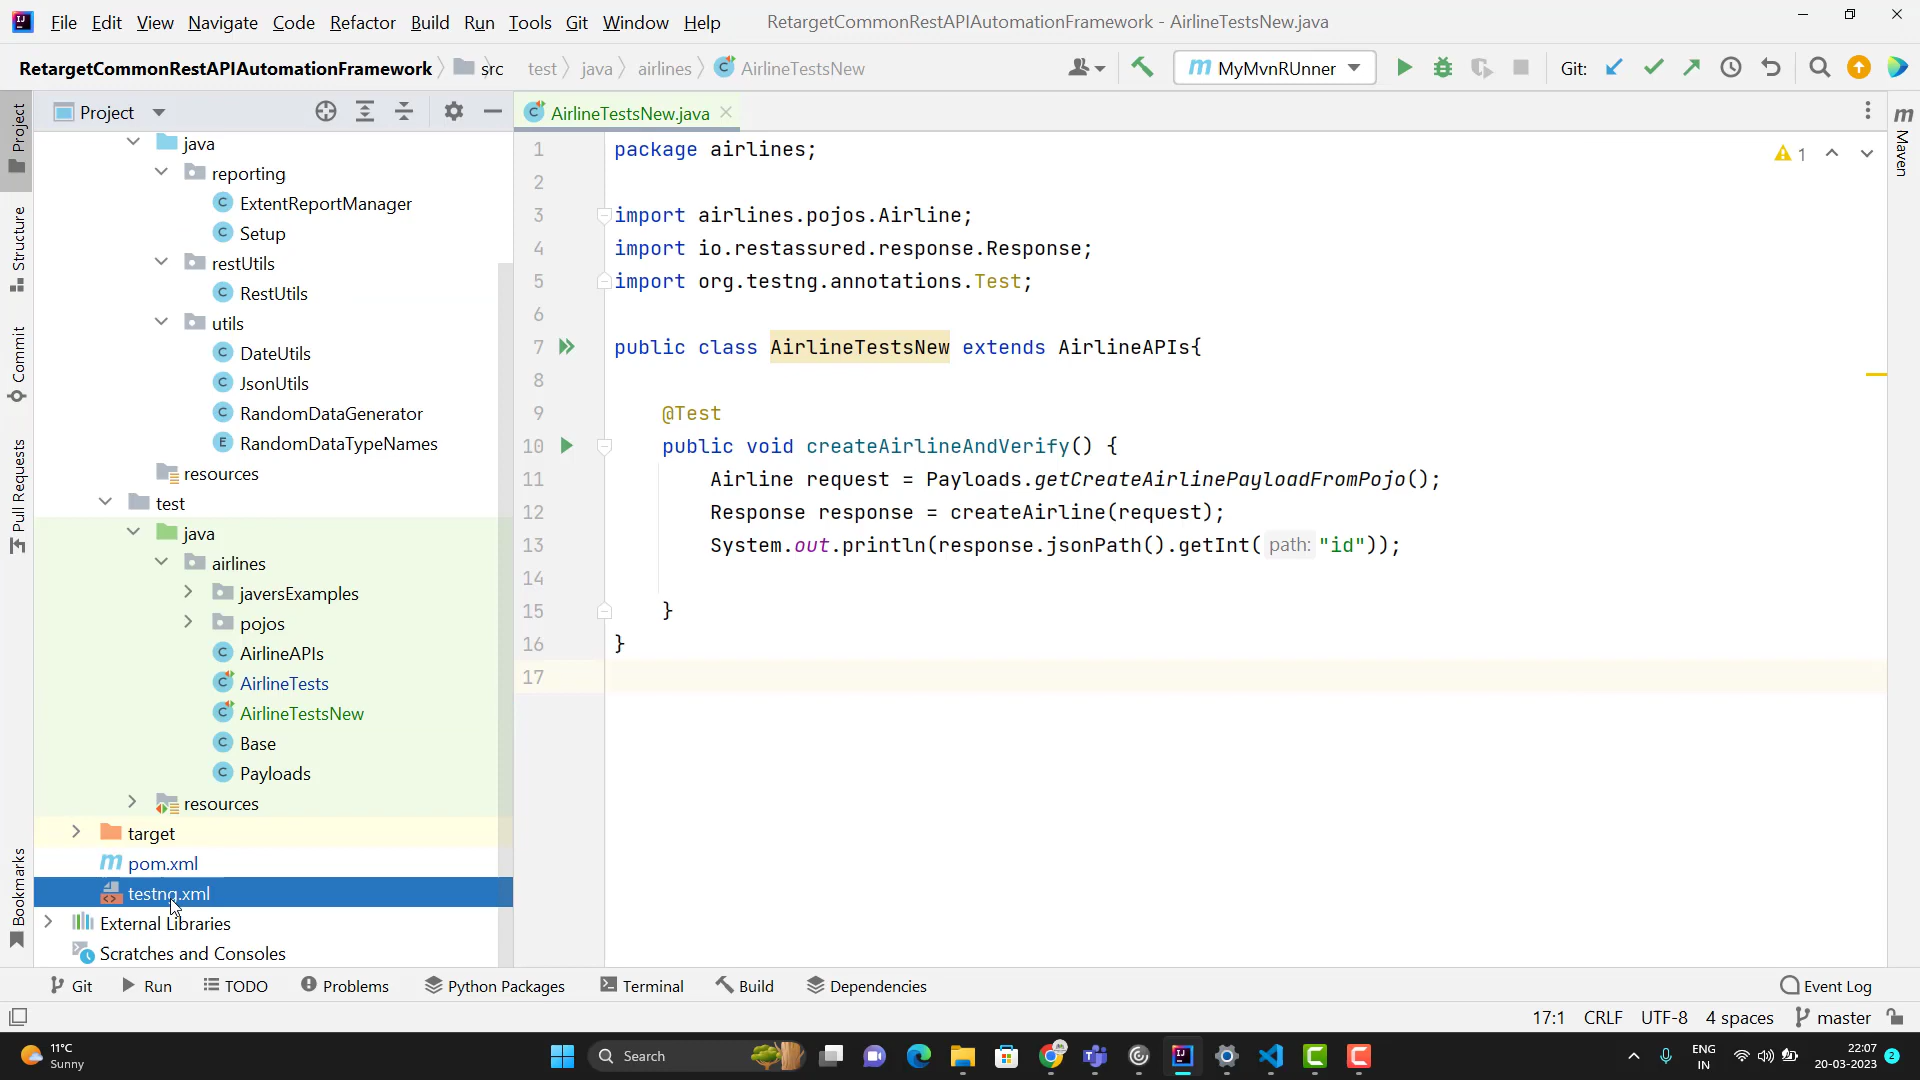 File Edit View Navigate Code Refactor Build Run Tools Git Window Help RetargetCommonRestAPIAutomationFramework - AirlineTestsNew.java
RetargetCommonRestAPIAutomationFramework src test java airlines AirlineTestsNew MyMvnRUnner Git:
Project
AirlineTestsNew.java
java
reporting
ExtentReportManager
Setup
restUtils
RestUtils
utils
DateUtils
JsonUtils
RandomDataGenerator
RandomDataTypeNames
resources
test
java
airlines
javersExamples
pojos
AirlineAPIs
AirlineTests
AirlineTestsNew
Base
Payloads
resources
target
pom.xml
testng.xml
External Libraries
Scratches and Consoles
Project
Structure
Commit
Pull Requests
Bookmarks
1 package airlines;
2
3 import airlines.pojos.Airline;
4 import io.restassured.response.Response;
5 import org.testng.annotations.Test;
6
7 public class AirlineTestsNew extends AirlineAPIs{
8
9 @Test
10 public void createAirlineAndVerify() {
11 Airline request = Payloads.getCreateAirlinePayloadFromPojo();
12 Response response = createAirline(request);
13 System.out.println(response.jsonPath().getInt( path: "id"));
14
15 }
16 }
17
1
Maven
Git Run TODO Problems Python Packages Terminal Build Dependencies Event Log
17:1 CRLF UTF-8 4 spaces master
11°C
Sunny
Search
ENG
IN
22:07
20-03-2023
2